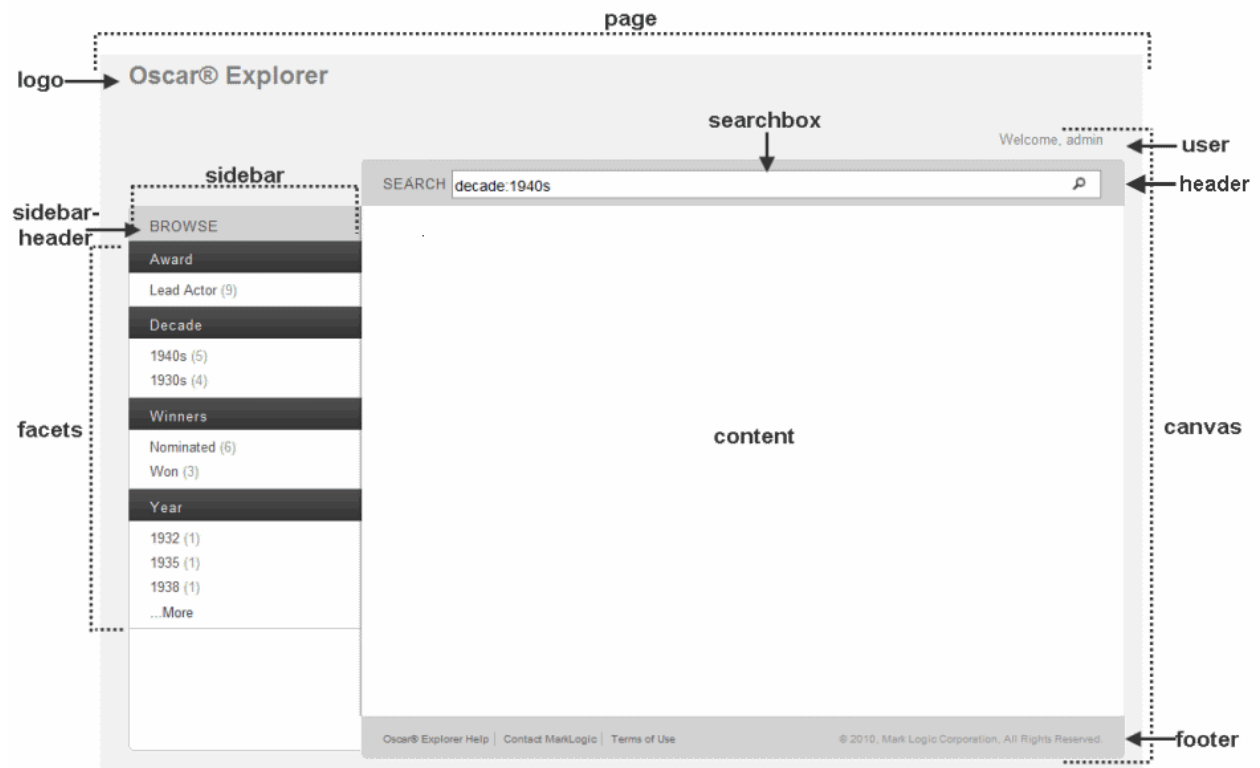 page
logo
Oscar® Explorer
searchbox
Welcome, admin
user
sidebar
SEARCH decade:1940s
header
sidebar-
header
BROWSE
Award
Lead Actor (9)
Decade
1940s (5)
1930s (4)
Winners
facets
content
canvas
Nominated (6)
Won (3)
Year
1932 (1)
1935 (1)
1938 (1)
...More
Oscar® Explorer Help | Contact MarkLogic | Terms of Use
© 2010, Mark Logic Corporation, All Rights Reserved.
footer